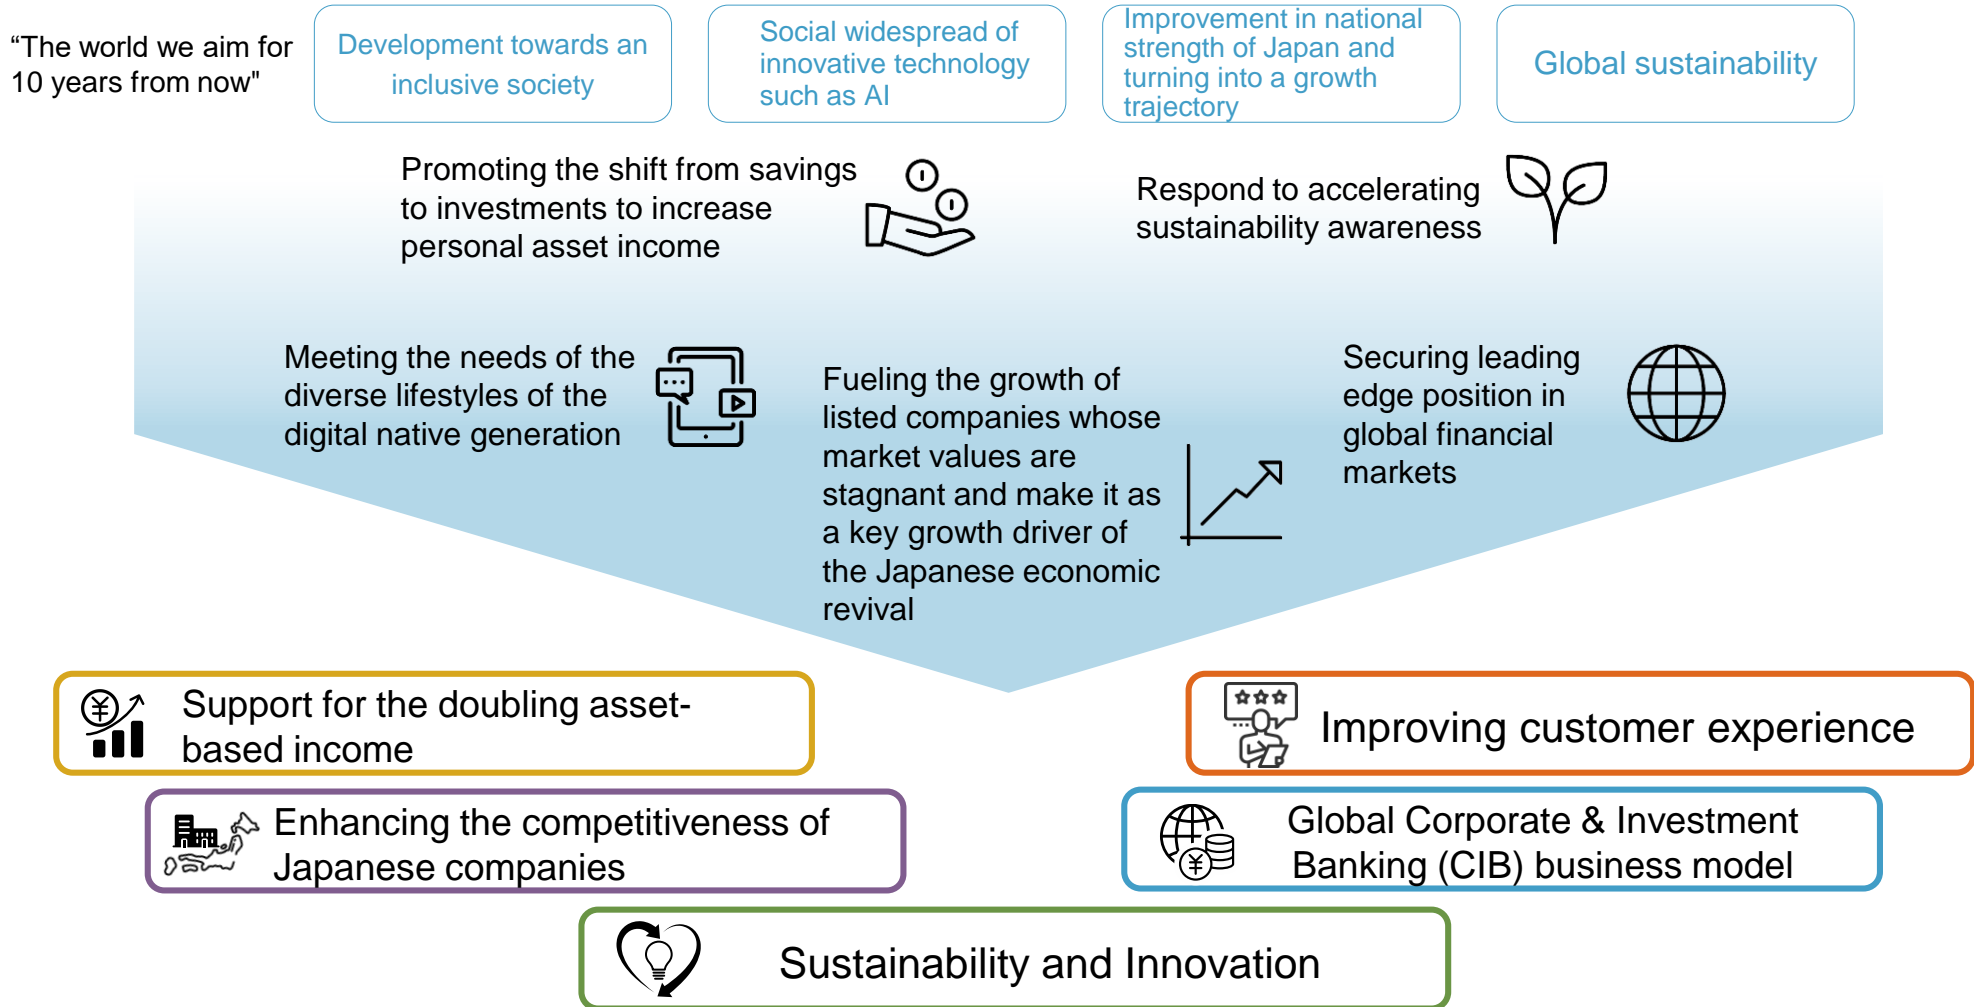 “The world we aim for
10 years from now"
Development towards an
inclusive society
Social widespread of
innovative technology
such as AI
Improvement in national
strength of Japan and
turning into a growth
trajectory
Global sustainability
Promoting the shift from savings
to investments to increase
personal asset income
Respond to accelerating
sustainability awareness
Meeting the needs of the
diverse lifestyles of the
digital native generation
Fueling the growth of
listed companies whose
market values are
stagnant and make it as
a key growth driver of
the Japanese economic
revival
Securing leading
edge position in
global financial
markets
¥
Support for the doubling asset-
based income
Improving customer experience
Enhancing the competitiveness of
Japanese companies
¥
Global Corporate & Investment
Banking (CIB) business model
Sustainability and Innovation